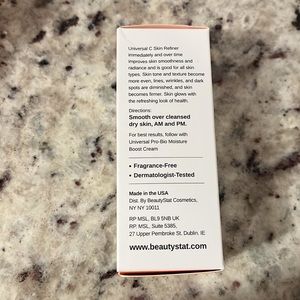 Universal C Skin Refiner
immediately and over time
improves skin smoothness and
radiance and is good for all skin
types. Skin tone and texture become
more even, lines, wrinkles, and dark
spots are diminished, and skin
becomes firmer. Skin glows with
the refreshing look of health.
Directions:
Smooth over cleansed
dry skin, AM and PM.
For best results, follow with
Universal Pro-Bio Moisture
Boost Cream
• Fragrance-Free
• Dermatologist-Tested
Made in the USA
Dist. By BeautyStat Cosmetics,
NY NY 10011
RP MSL, BL9 5NB UK
RP. MSL, Suite 5385,
27 Upper Pembroke St. Dublin. IE
www.beautystat.com